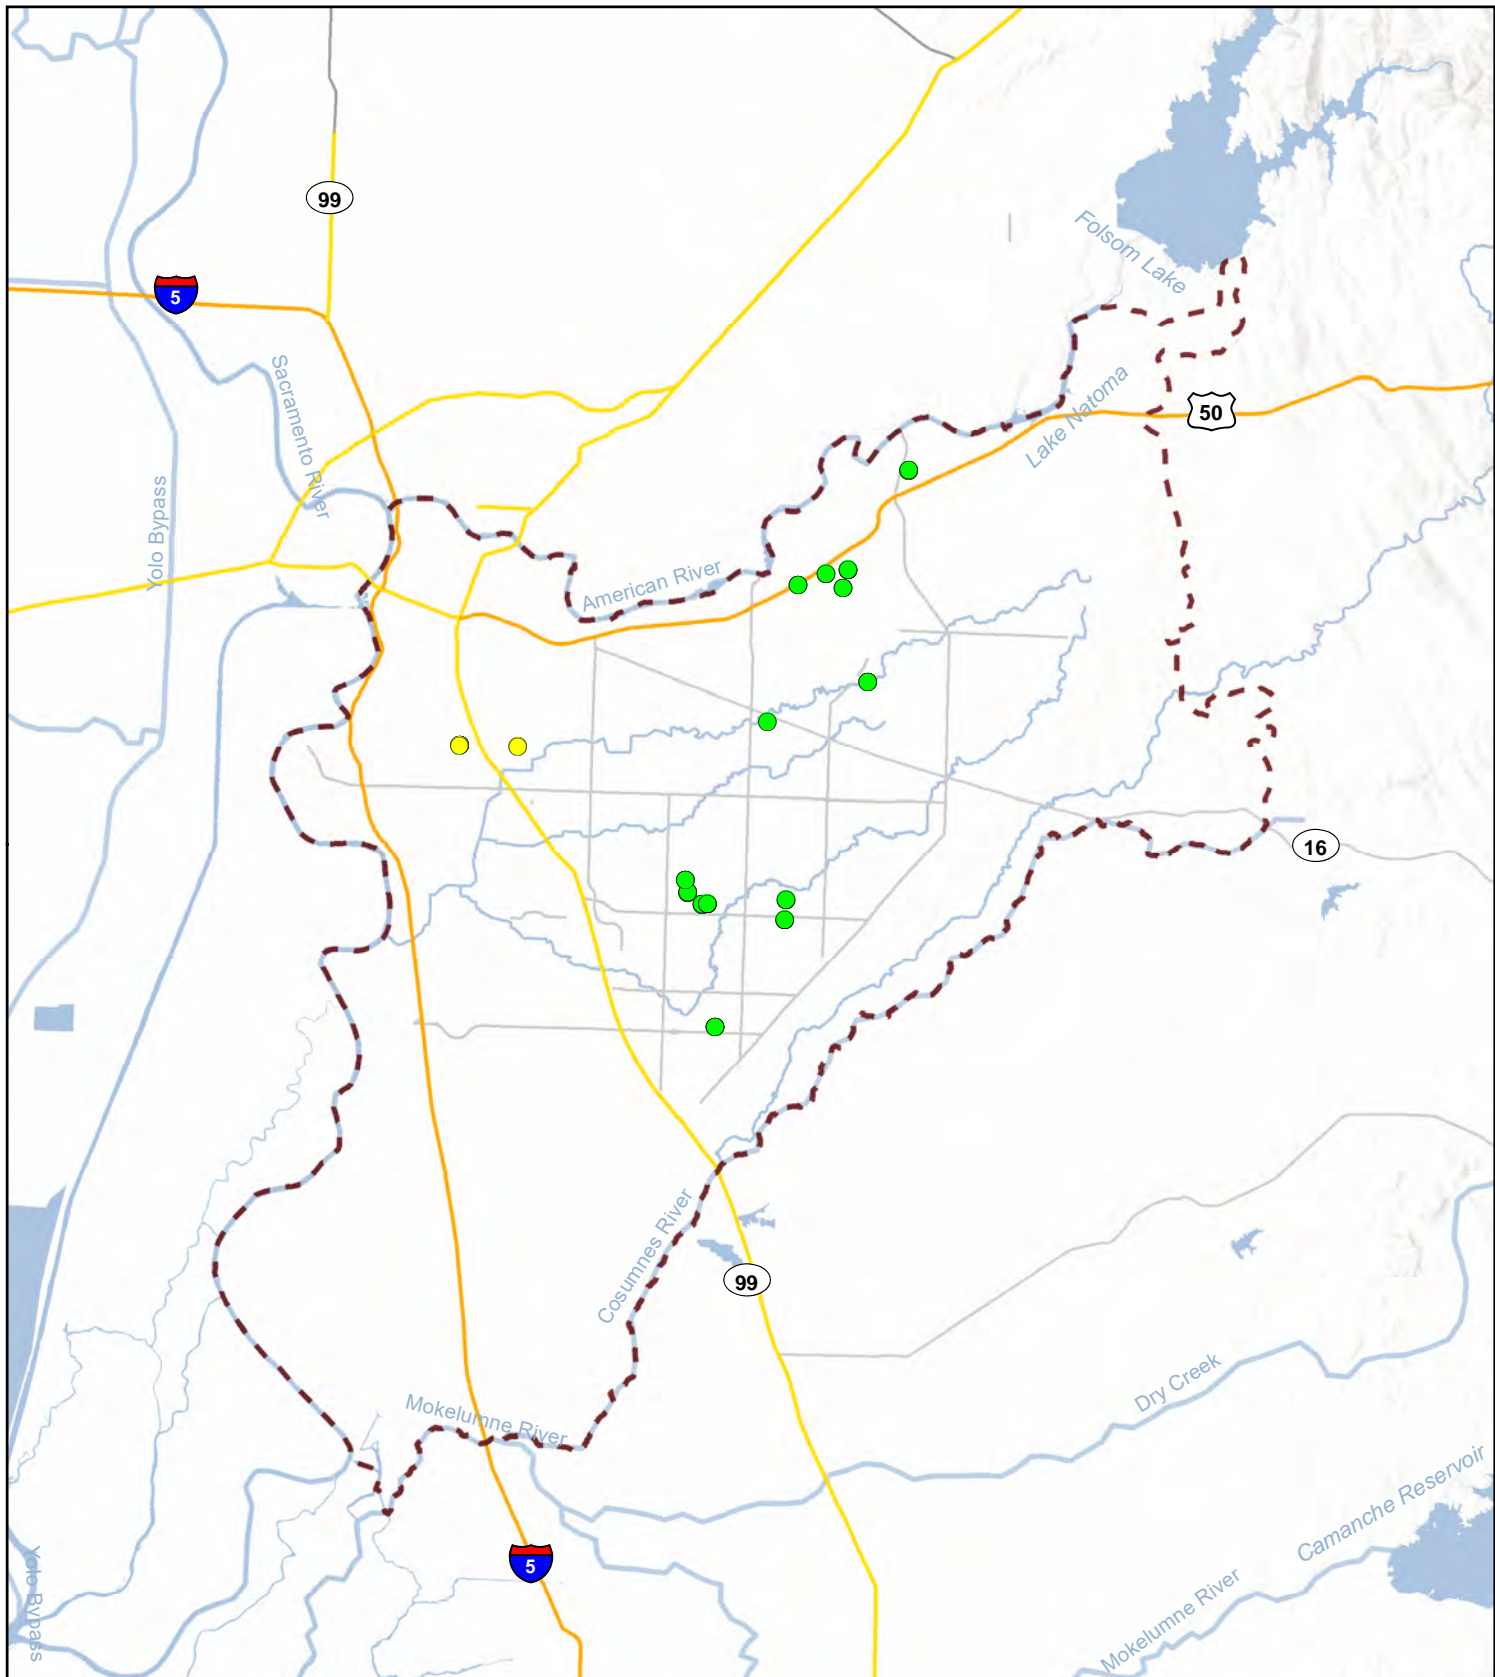 99
Folsom Lake
5
Sacramento River
Lake Natoma
50
Yolo Bypass
American River
16
Cosumnes River
99
Dry Creek
Mokelumne River
Camanche Reservoir
5
Yolo Bypass
Mokelumne River